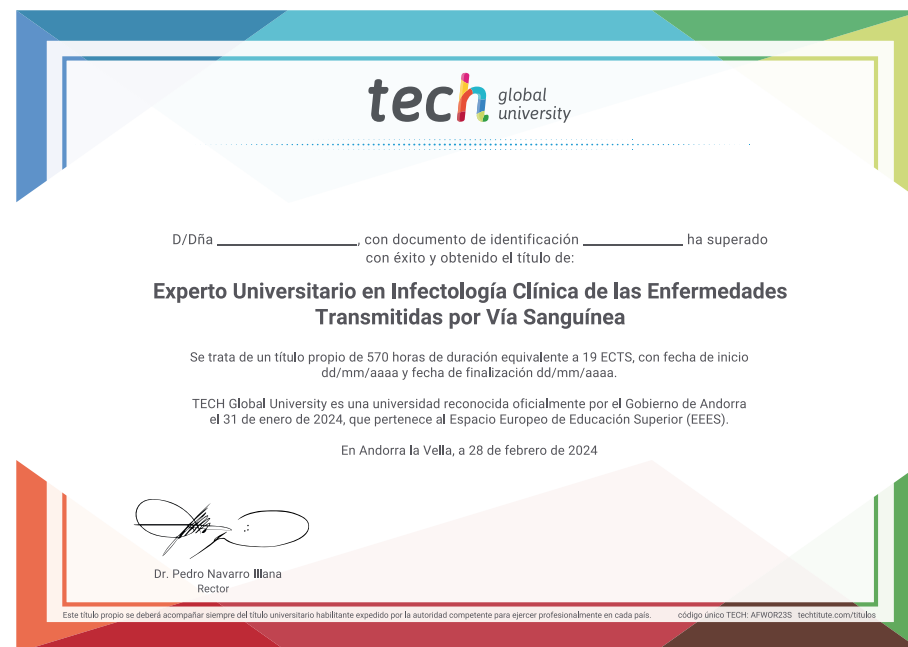 tech global university
D/Dña ____________________, con documento de identificación ______________ ha superado
con éxito y obtenido el título de:
Experto Universitario en Infectología Clínica de las Enfermedades
Transmitidas por Vía Sanguínea
Se trata de un título propio de 570 horas de duración equivalente a 19 ECTS, con fecha de inicio
dd/mm/aaaa y fecha de finalización dd/mm/aaaa.
TECH Global University es una universidad reconocida oficialmente por el Gobierno de Andorra
el 31 de enero de 2024, que pertenece al Espacio Europeo de Educación Superior (EEES).
En Andorra la Vella, a 28 de febrero de 2024
Dr. Pedro Navarro Illana
Rector
Este título propio se deberá acompañar siempre del título universitario habilitante expedido por la autoridad competente para ejercer profesionalmente en cada país. código único TECH: AFWOR23S techtitute.com/titulos